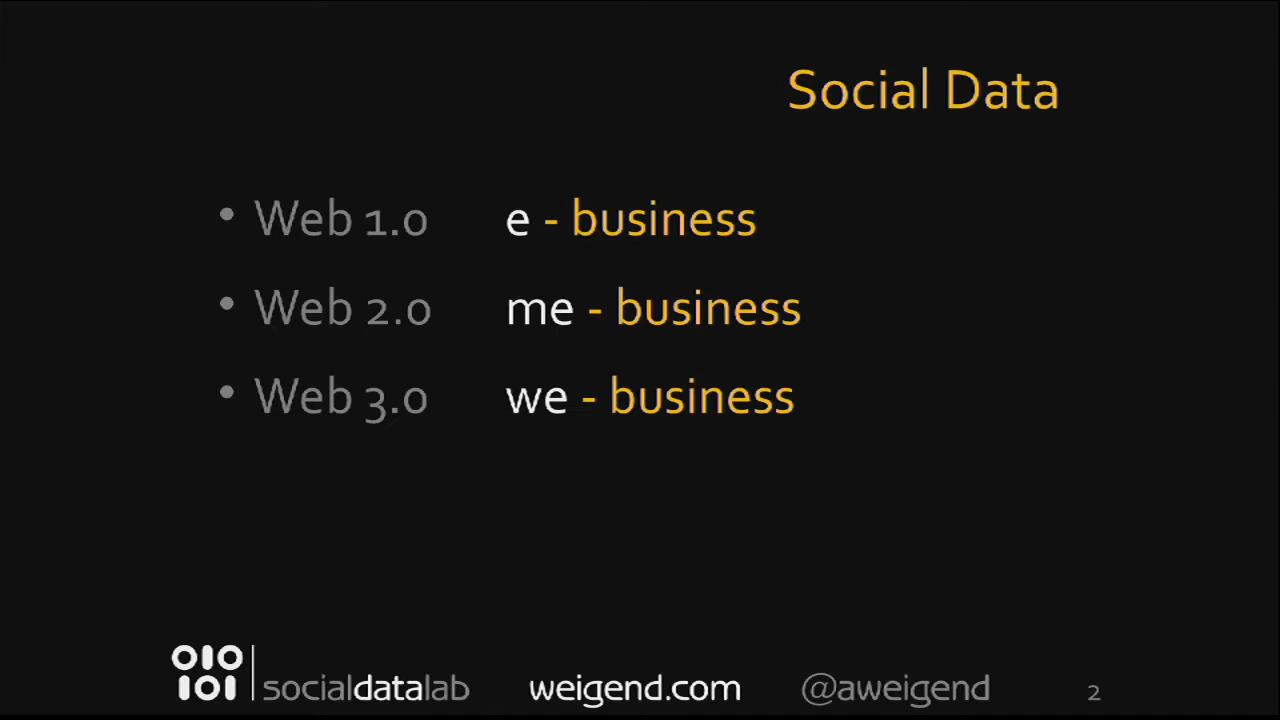 Social Data
• Web 1.0 e - business
• Web 2.0 me - business
• Web 3.0 we - business
010
101 socialdatalab weigend.com @aweigend 2